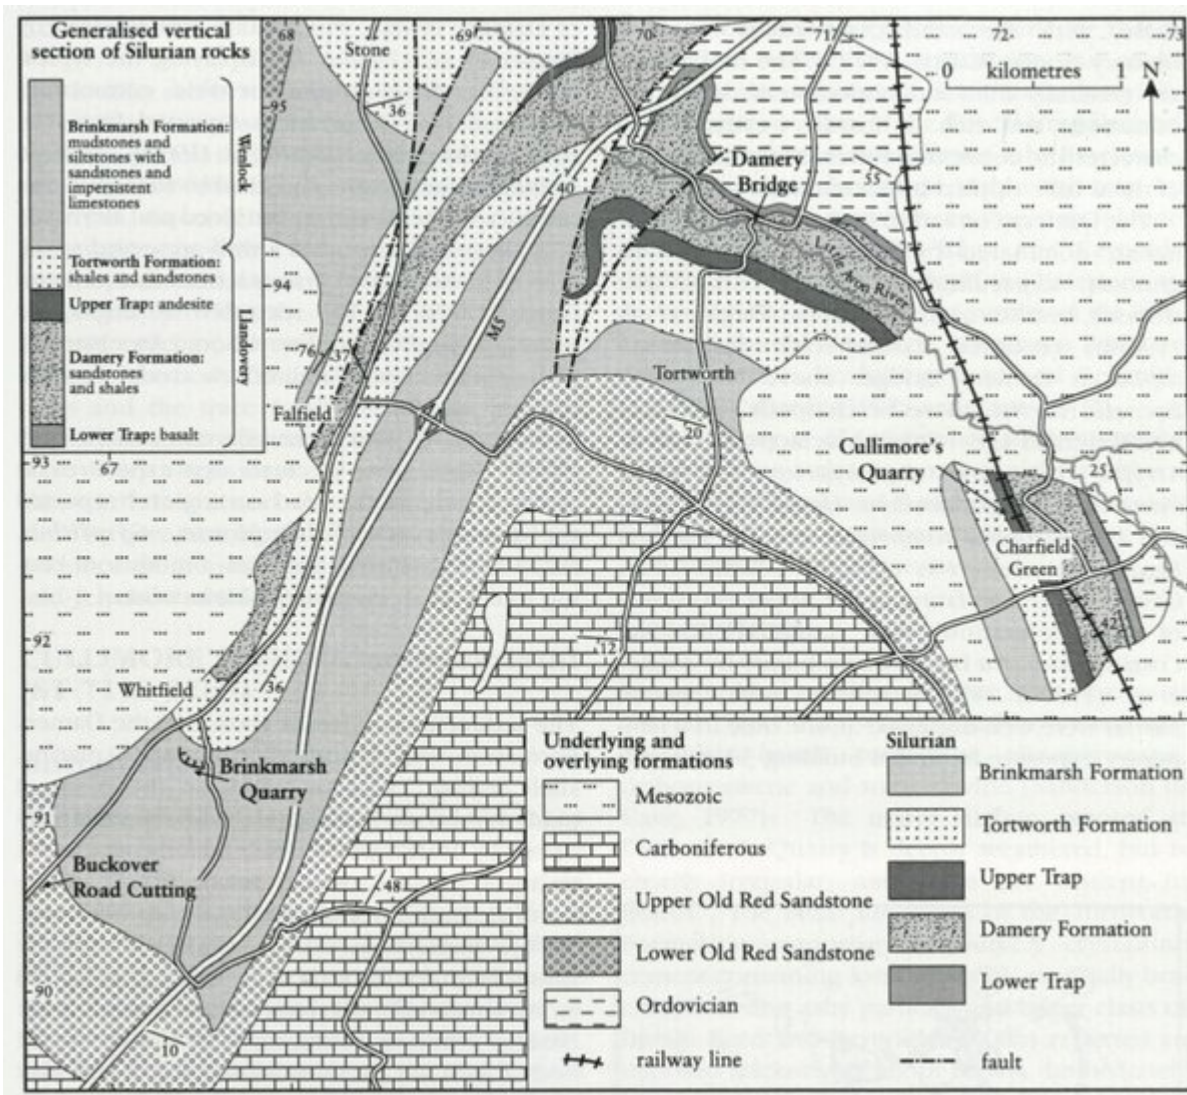 Generalised vertical
section of Silurian rocks
Brinkmarsh Formation:
mudstones and
siltstones with
sandstones and
impersistent
limestones
Wenlock
Tortworth Formation:
shales and sandstones
Upper Trap: andesite
Damery Formation:
sandstones
and shales
Lower Trap: basalt
Llandovery
68
69
70
71
72
73
Stone
36
95
0 kilometres 1
N
Damery
Bridge
55
40
Little Avon River
94
M5
76
37
Falfield
Tortworth
20
93
67
Cullimore's
Quarry
25
Charfield
Green
42
92
12
Whitfield
36
Brinkmarsh
Quarry
91
Buckover
Road Cutting
48
90
10
Underlying and
overlying formations
Mesozoic
Carboniferous
Upper Old Red Sandstone
Lower Old Red Sandstone
Ordovician
railway line
Silurian
Brinkmarsh Formation
Tortworth Formation
Upper Trap
Damery Formation
Lower Trap
fault